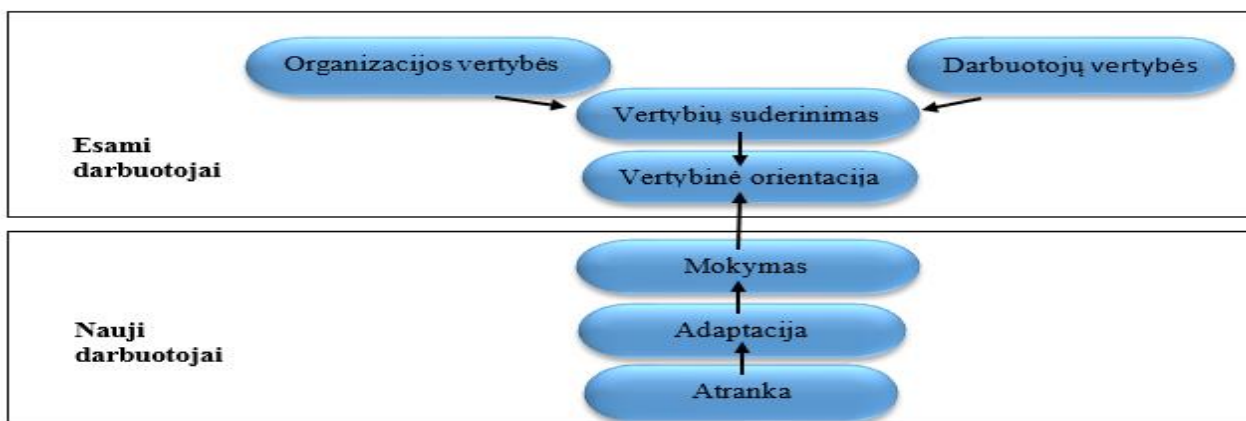 Organizacijos vertybės
Darbuotojų vertybės
Vertybių suderinimas
Esami
darbuotojai
Vertybinė orientacija
Mokymas
Nauji
darbuotojai
Adaptacija
Atranka